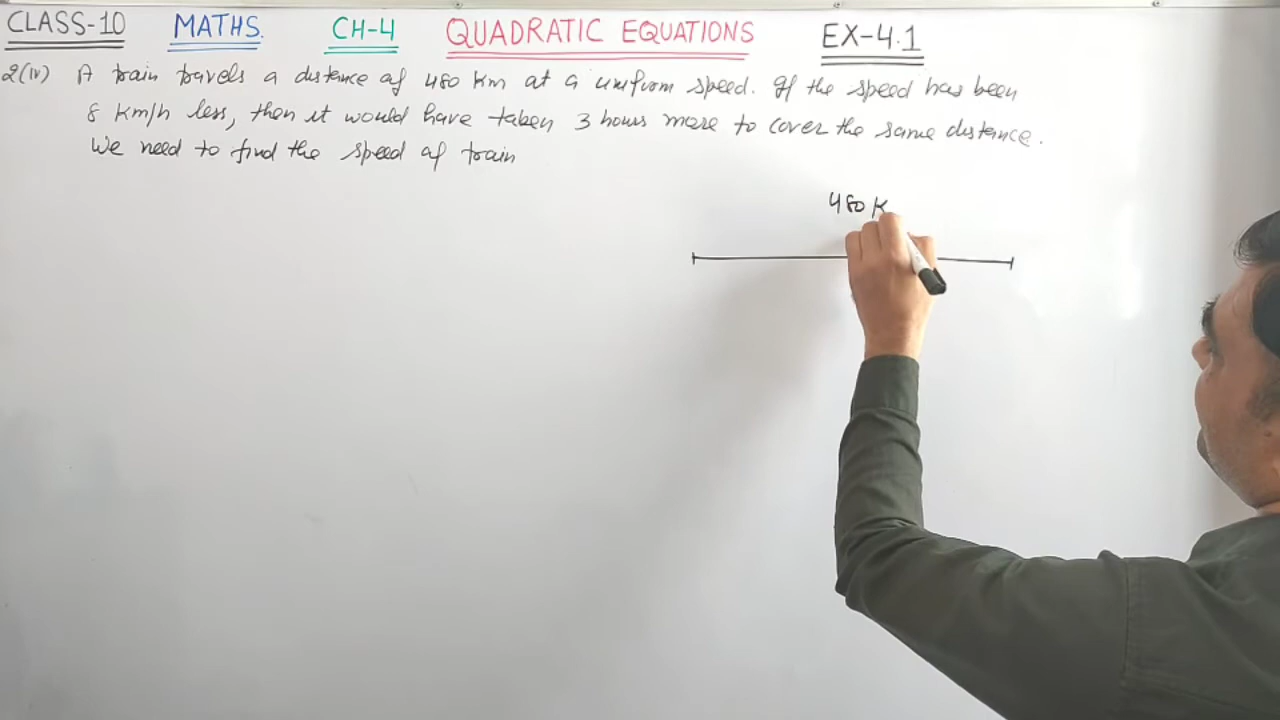 CLASS-10 MATHS. CH-4 QUADRATIC EQUATIONS EX-4.1
2(iv) A train travels a distance of 480 Km at a uniform speed. If the speed has been
8 Km/h less, then it would have taken 3 hours more to cover the same distance.
We need to find the speed of train
480 K